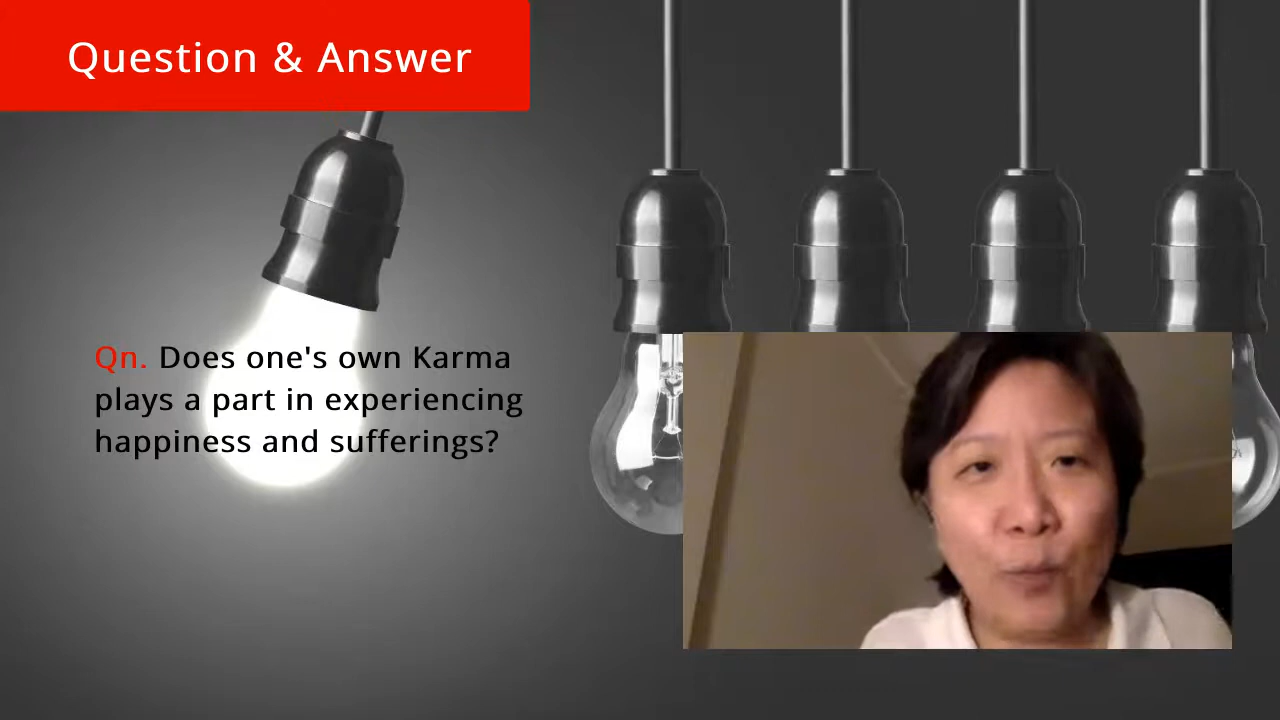 Question & Answer
Qn. Does one's own Karma
plays a part in experiencing
happiness and sufferings?